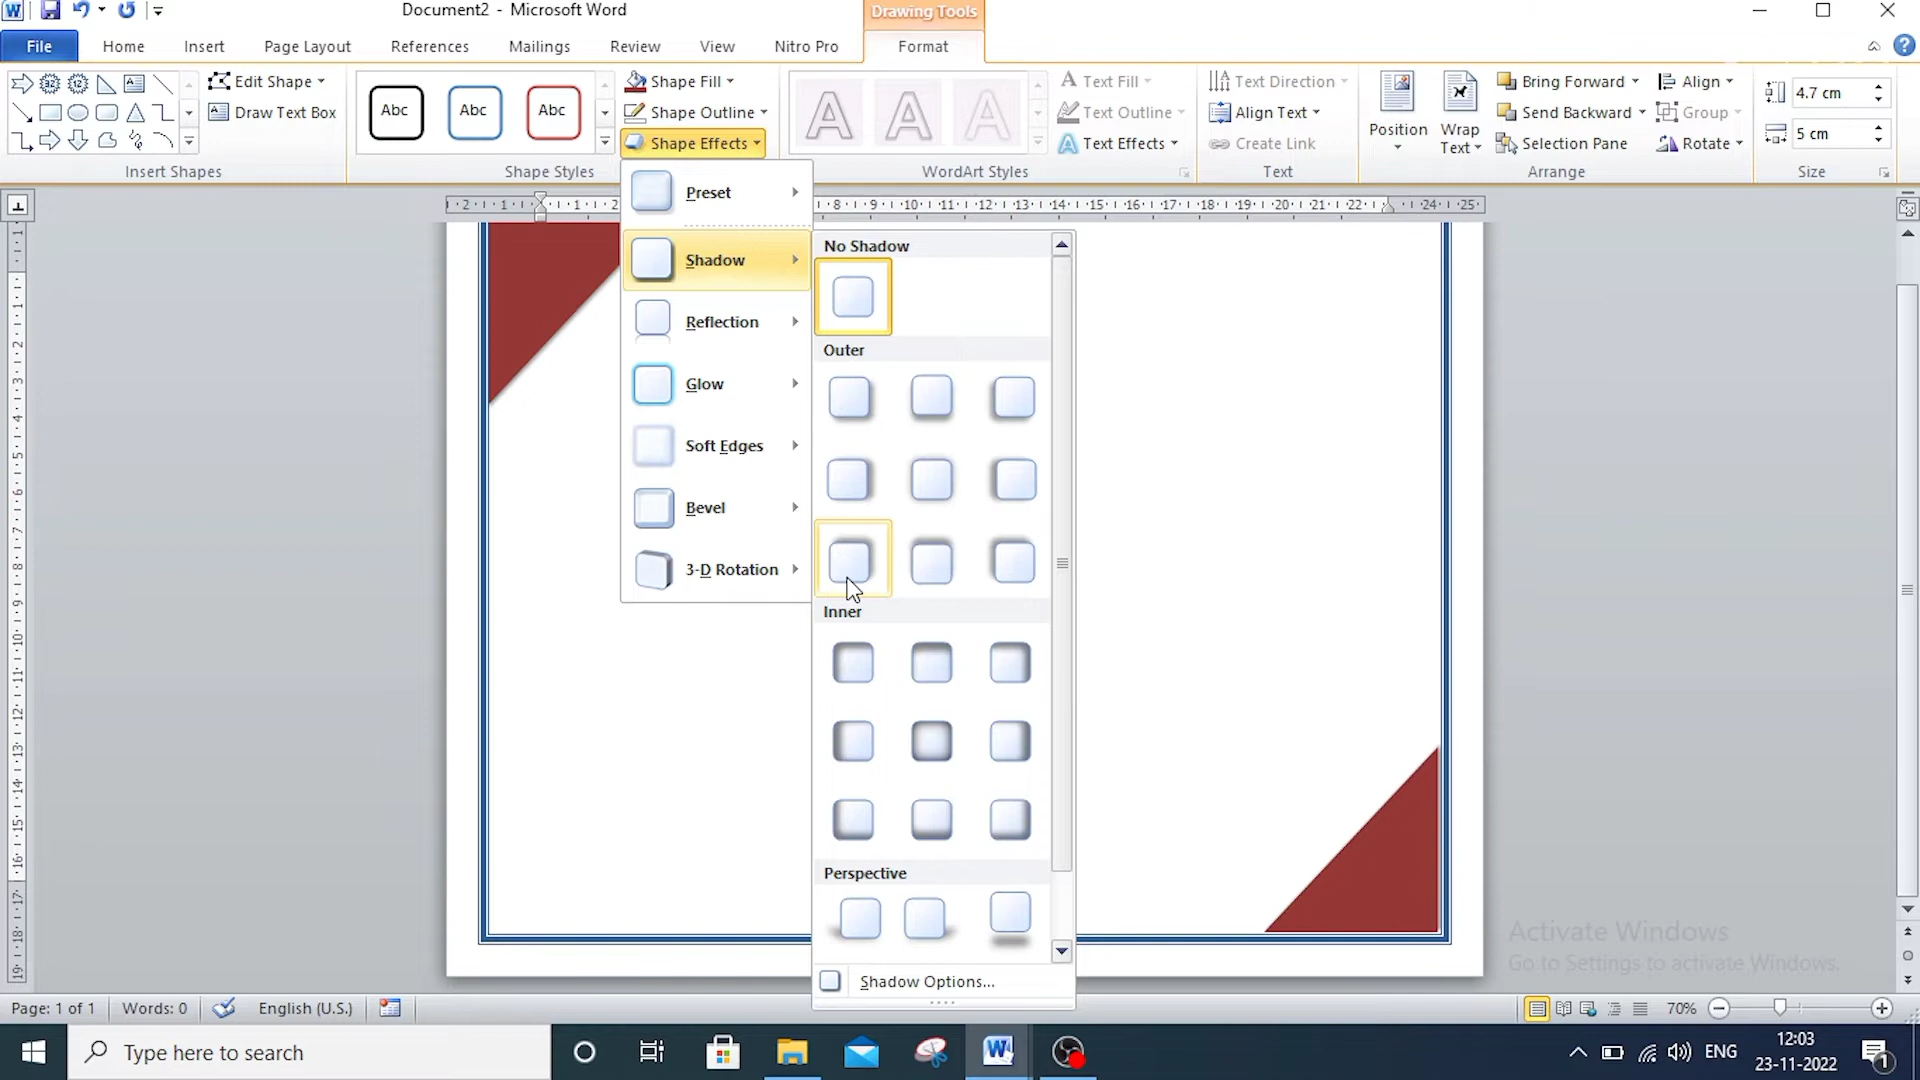 Document2 - Microsoft Word
Drawing Tools
File Home Insert Page Layout References Mailings Review View Nitro Pro Format
Edit Shape
Draw Text Box
Insert Shapes
Abc Abc Abc
Shape Fill
Shape Outline
Shape Effects
Shape Styles
WordArt Styles
Text Fill
Text Outline
Text Effects
Text Direction
Align Text
Create Link
Text
Position
Wrap Text
Bring Forward
Send Backward
Selection Pane
Align
Group
Rotate
Arrange
4.7 cm
5 cm
Size
Preset
Shadow
Reflection
Glow
Soft Edges
Bevel
3-D Rotation
No Shadow
Outer
Inner
Perspective
Shadow Options...
Activate Windows
Go to Settings to activate Windows.
Page: 1 of 1 Words: 0 English (U.S.) 70%
Type here to search
ENG
12:03
23-11-2022
1